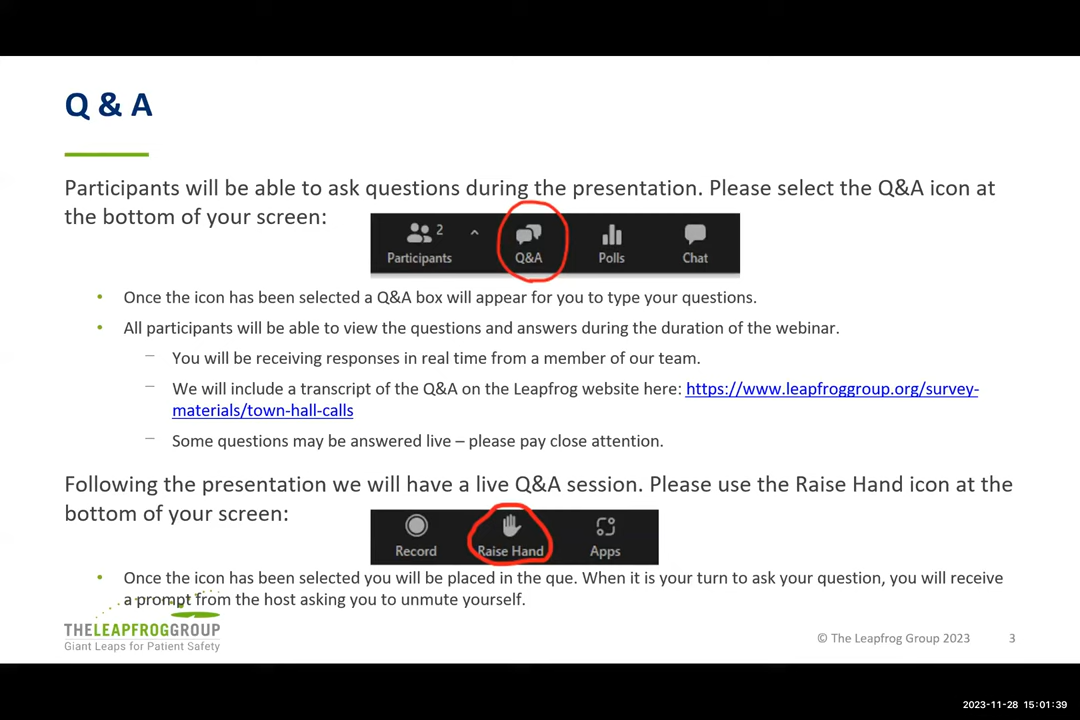 Q & A
Participants will be able to ask questions during the presentation. Please select the Q&A icon at
the bottom of your screen:
Participants 2 Q&A Polls Chat
• Once the icon has been selected a Q&A box will appear for you to type your questions.
• All participants will be able to view the questions and answers during the duration of the webinar.
– You will be receiving responses in real time from a member of our team.
– We will include a transcript of the Q&A on the Leapfrog website here: https://www.leapfroggroup.org/survey-
materials/town-hall-calls
– Some questions may be answered live – please pay close attention.
Following the presentation we will have a live Q&A session. Please use the Raise Hand icon at the
bottom of your screen:
Record Raise Hand Apps
• Once the icon has been selected you will be placed in the que. When it is your turn to ask your question, you will receive
a prompt from the host asking you to unmute yourself.
THELEAPFROGGROUP
Giant Leaps for Patient Safety
© The Leapfrog Group 2023 3
2023-11-28 15:01:39